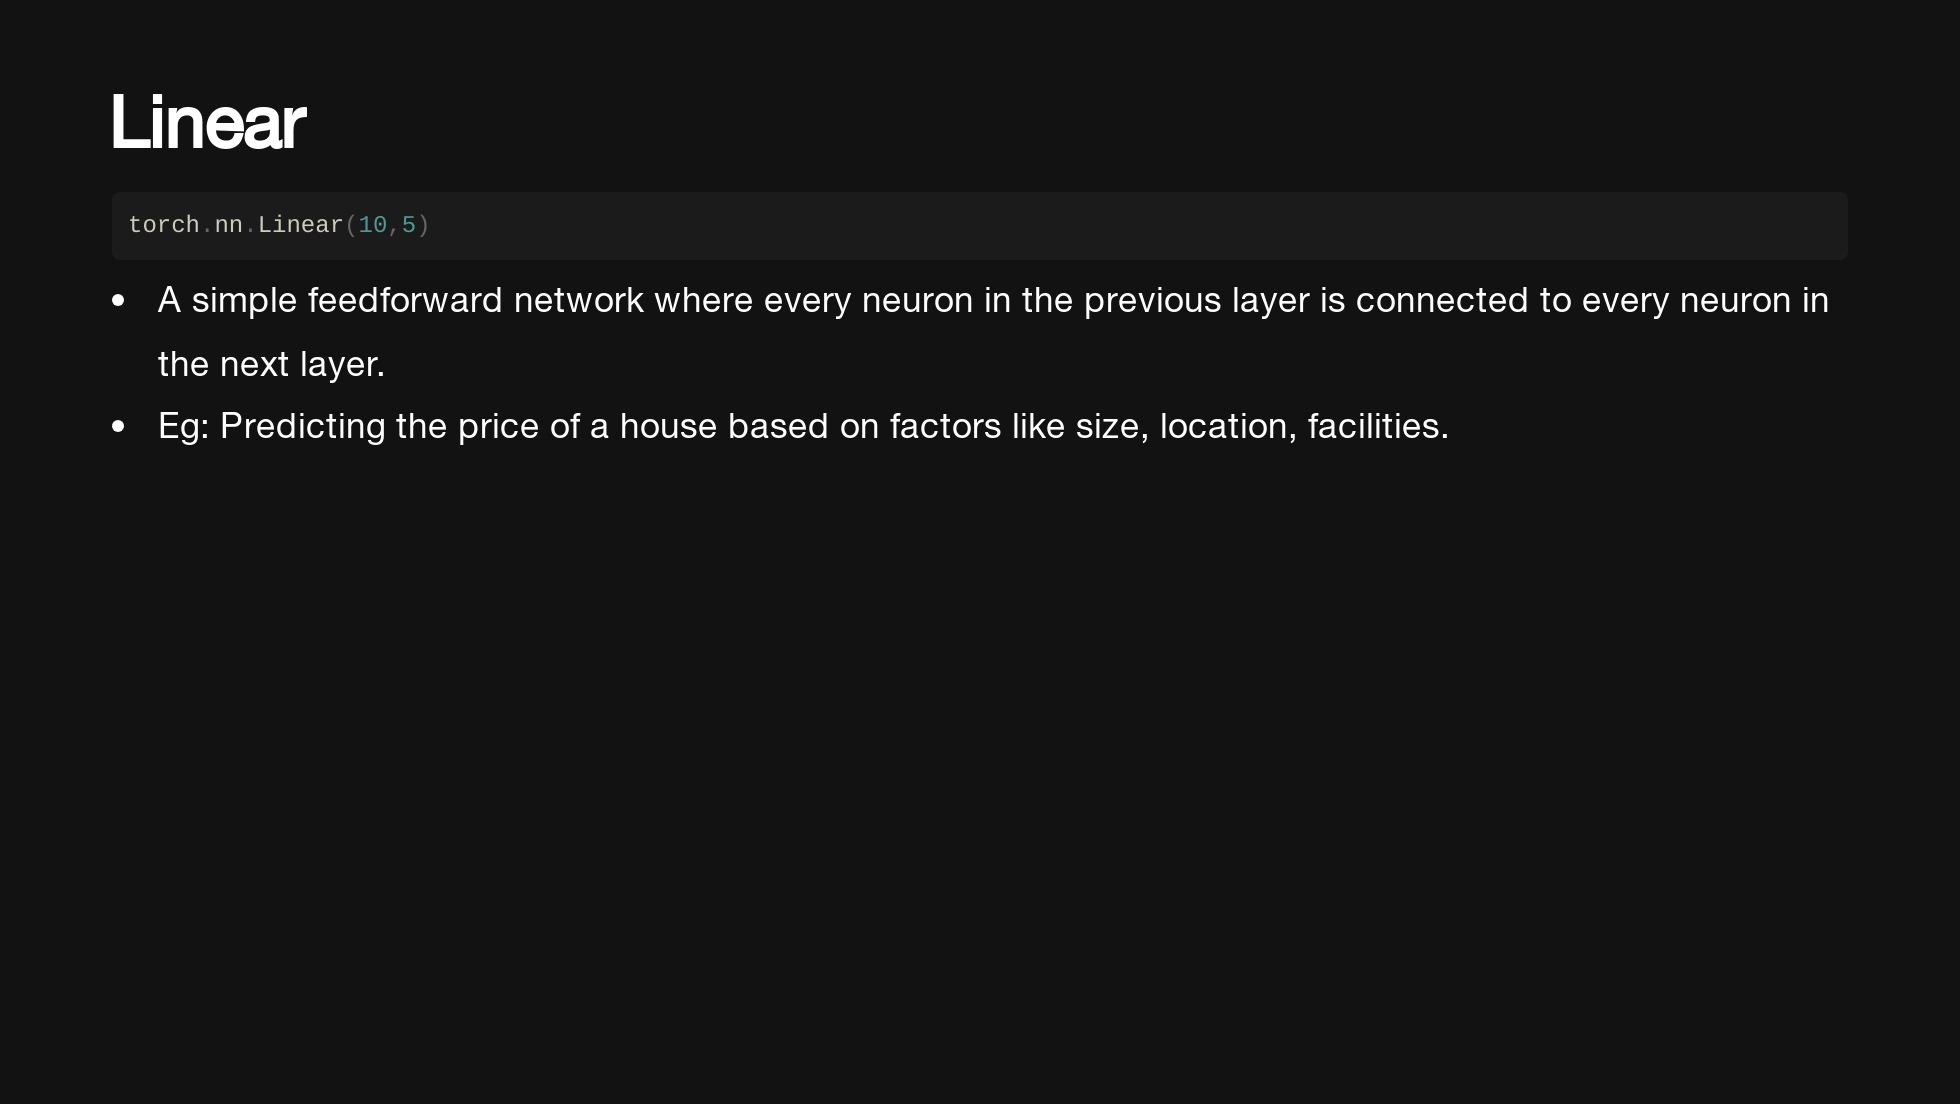 Linear
torch.nn.Linear(10,5)
• A simple feedforward network where every neuron in the previous layer is connected to every neuron in
the next layer.
• Eg: Predicting the price of a house based on factors like size, location, facilities.